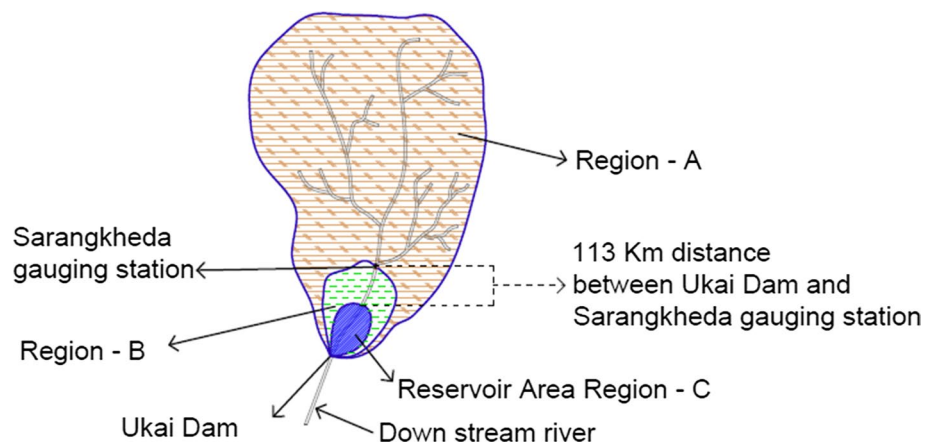 Region - A
Sarangkheda
gauging station
113 Km distance
between Ukai Dam and
Sarangkheda gauging station
Region - B
Reservoir Area Region - C
Ukai Dam
Down stream river